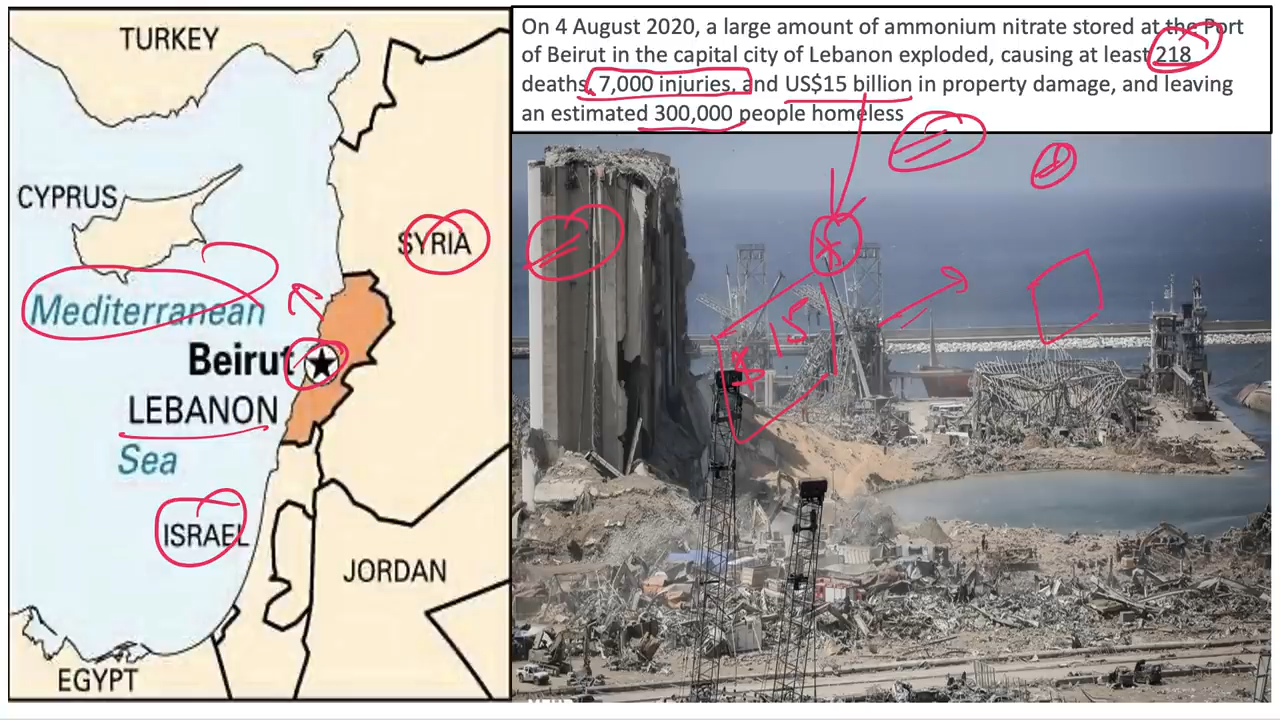 On 4 August 2020, a large amount of ammonium nitrate stored at the Port
of Beirut in the capital city of Lebanon exploded, causing at least 218
deaths, 7,000 injuries, and US$15 billion in property damage, and leaving
an estimated 300,000 people homeless
TURKEY
CYPRUS
SYRIA
Mediterranean
Beirut
LEBANON
Sea
ISRAEL
JORDAN
EGYPT
$ 15